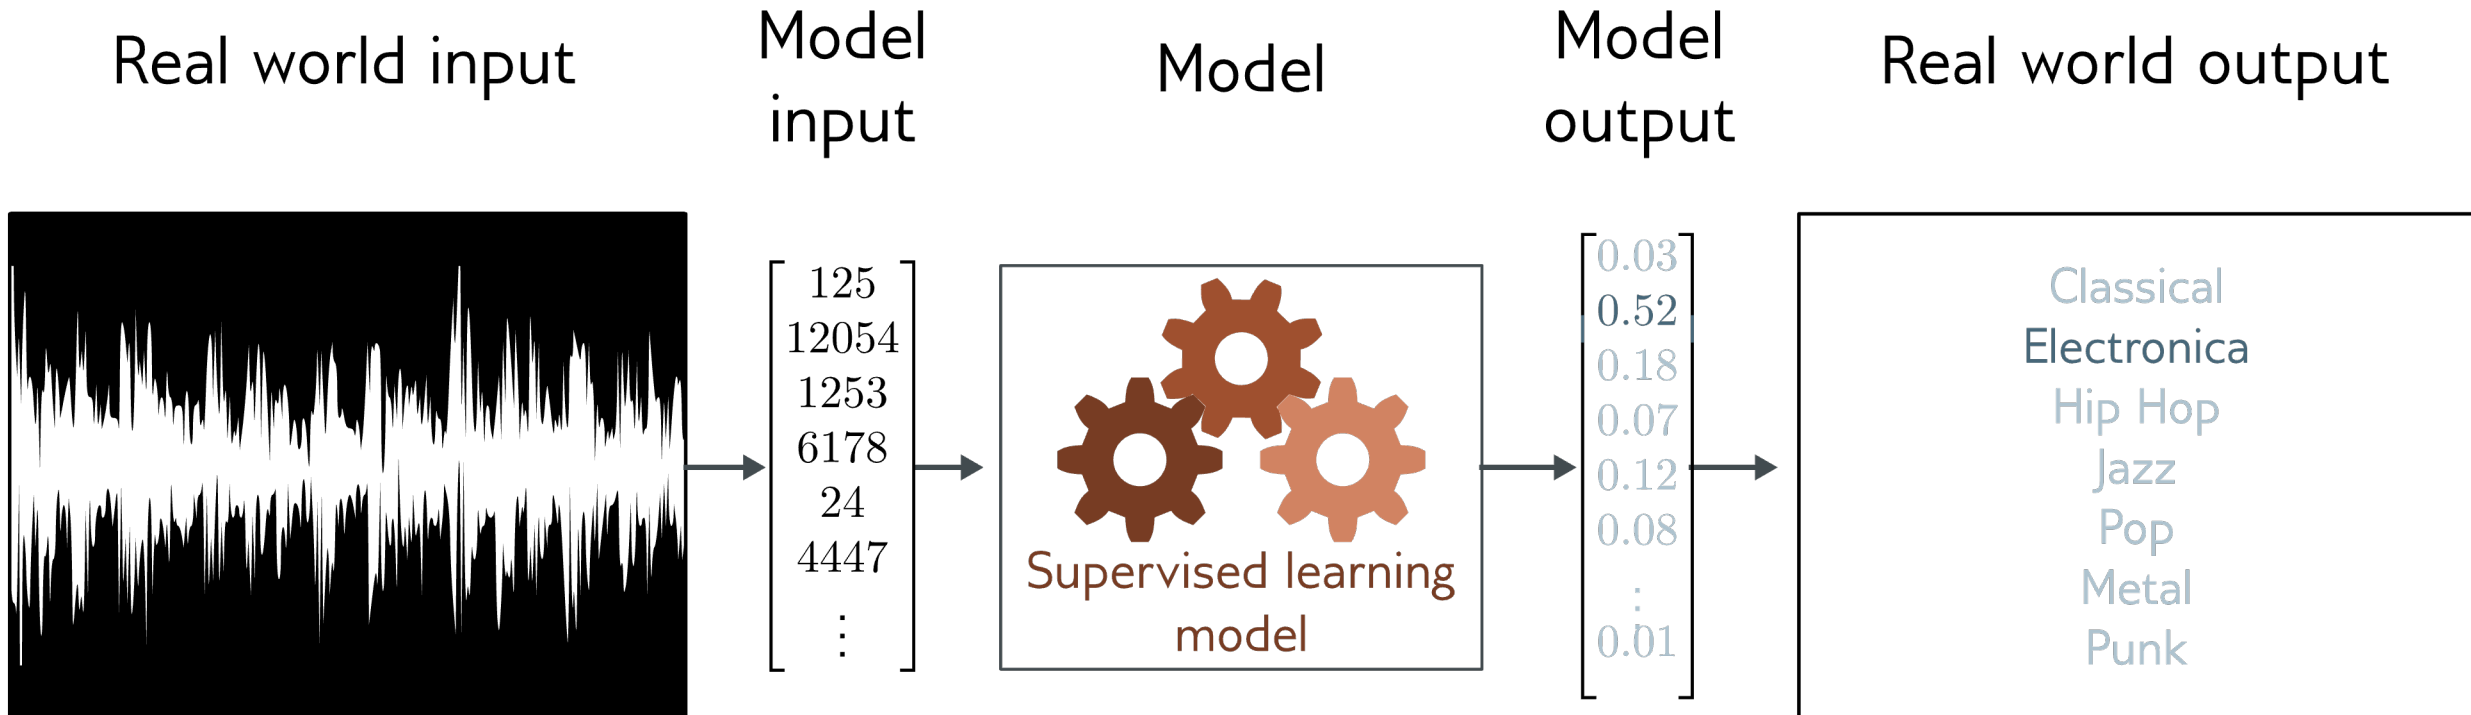 Real world input
Model
input
Model
Model
output
Real world output
125
12054
1253
6178
24
4447
⋮
Supervised learning
model
0.03
0.52
0.18
0.07
0.12
0.08
⋮
0.01
Classical
Electronica
Hip Hop
Jazz
Pop
Metal
Punk